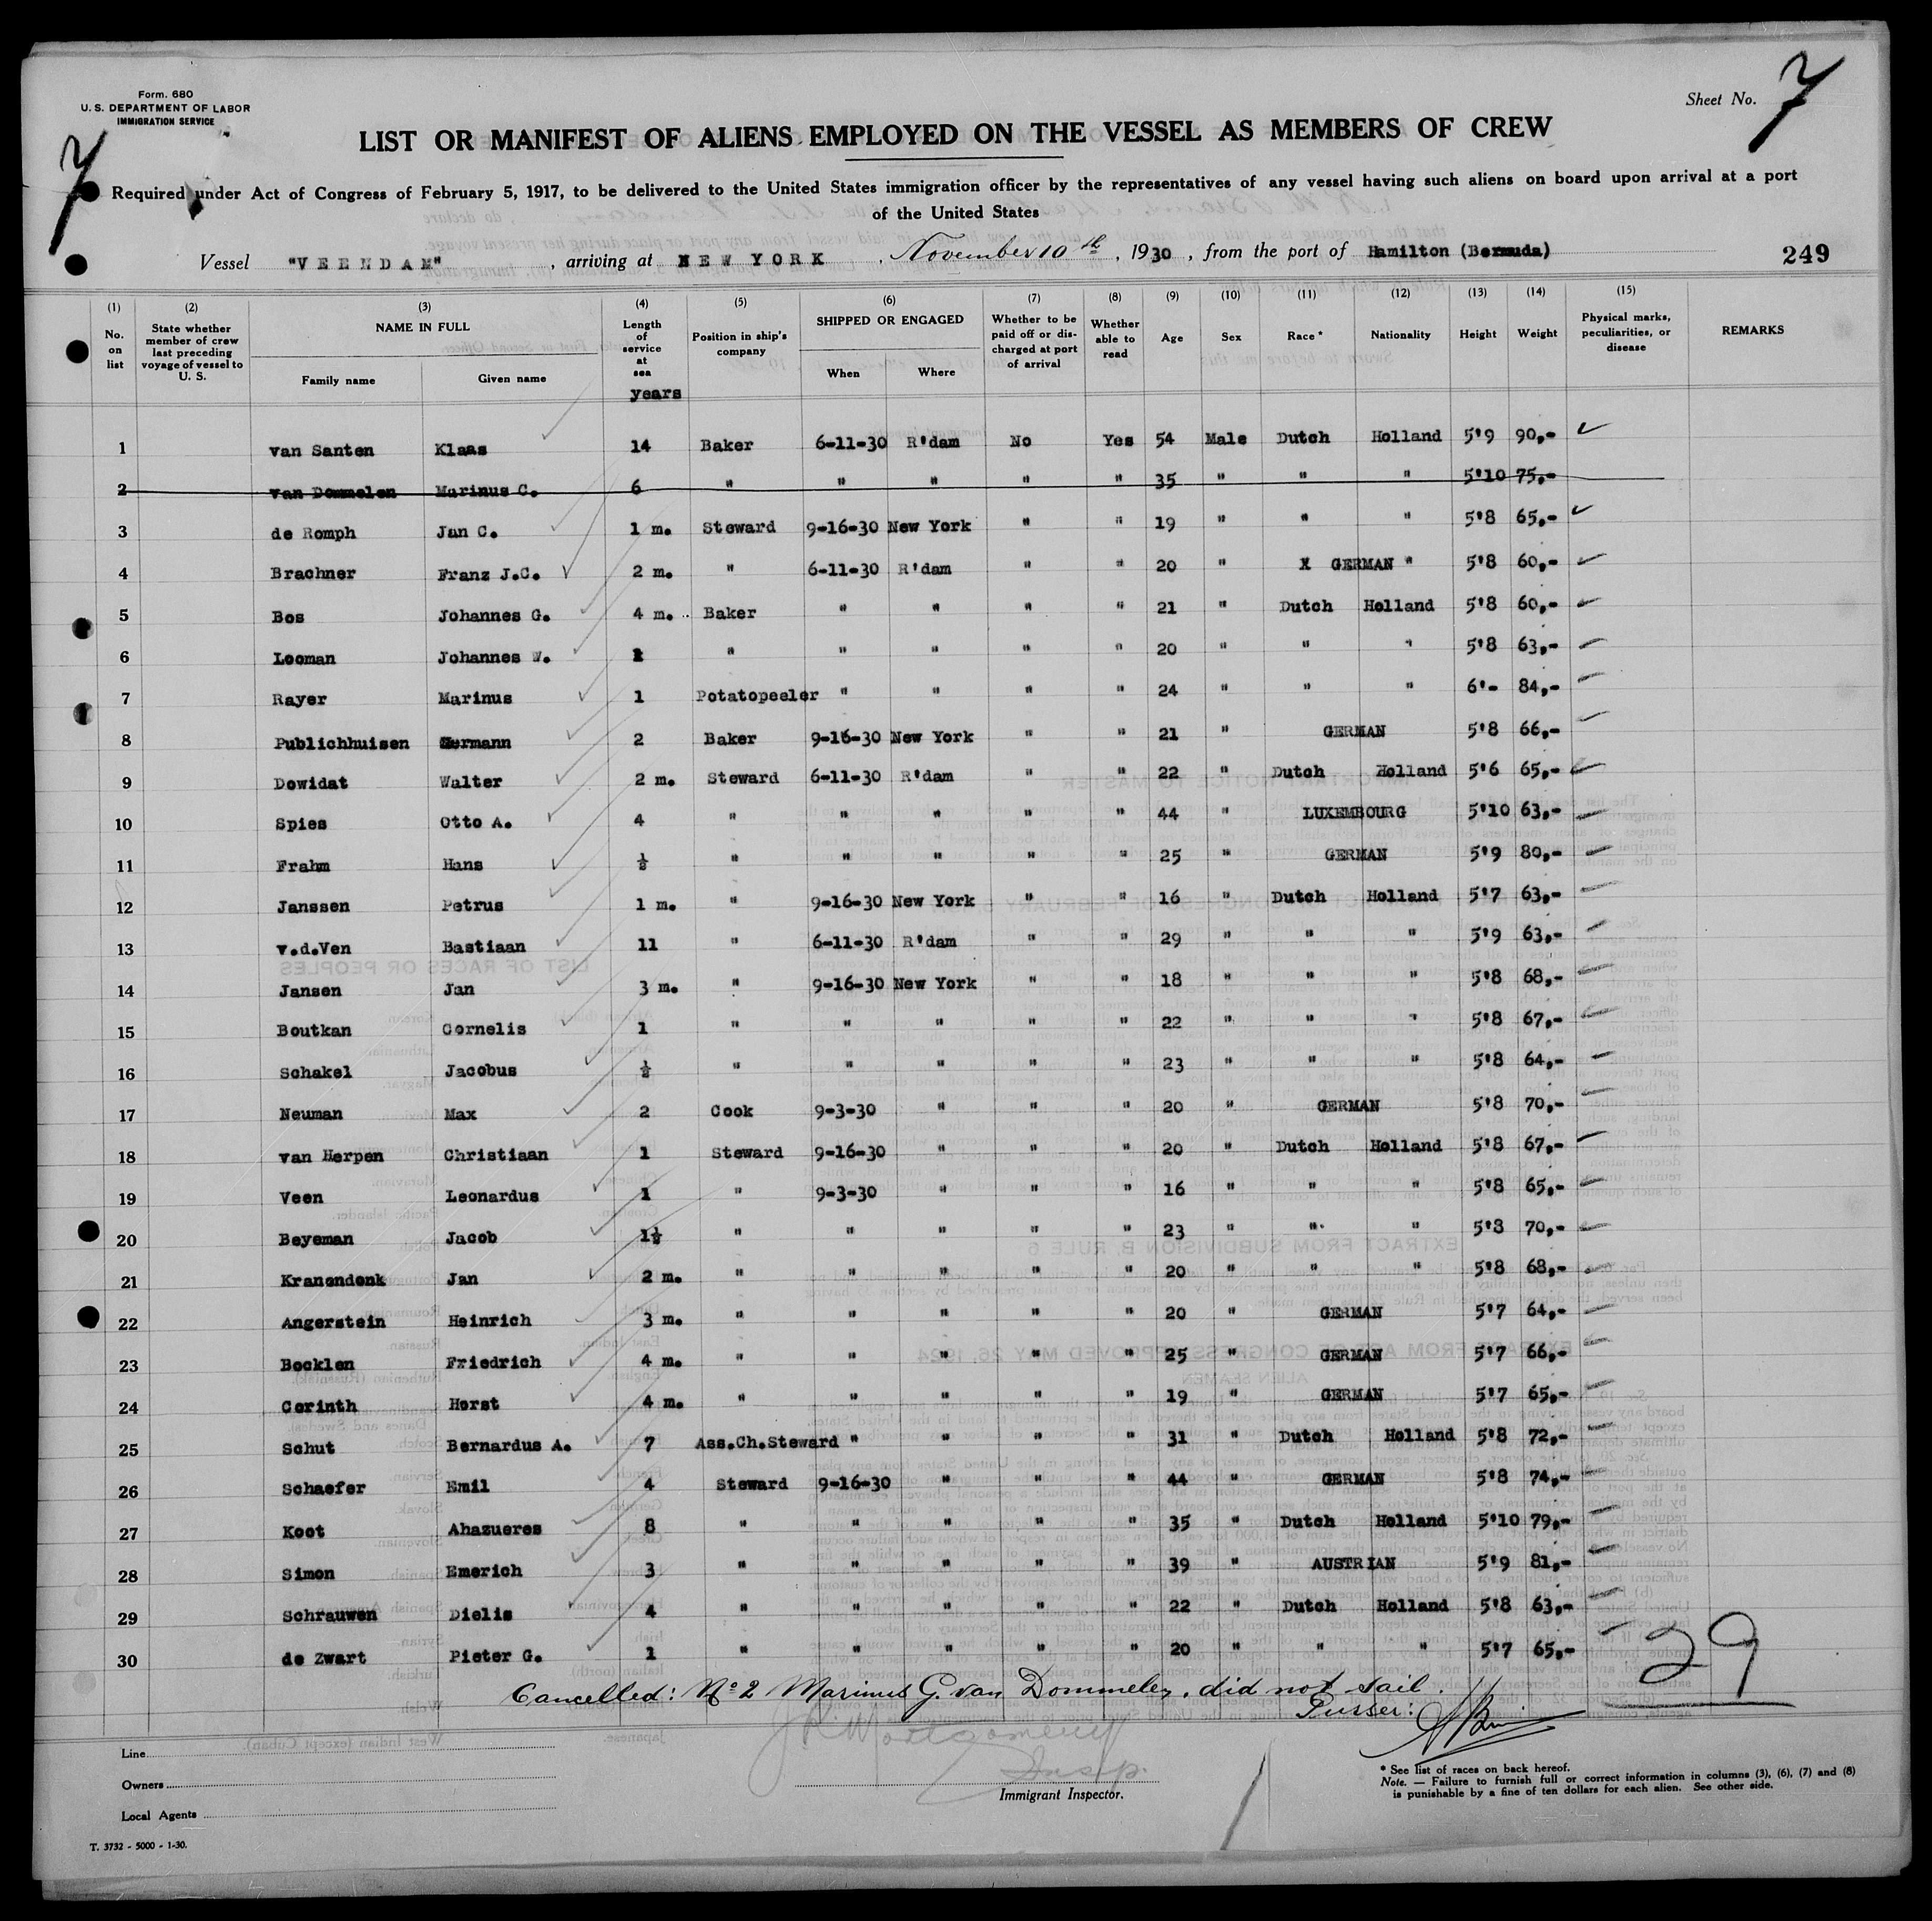 Form. 680
U. S. DEPARTMENT OF LABOR
IMMIGRATION SERVICE
7
Sheet No. 7
LIST OR MANIFEST OF ALIENS EMPLOYED ON THE VESSEL AS MEMBERS OF CREW
Required under Act of Congress of February 5, 1917, to be delivered to the United States immigration officer by the representatives of any vessel having such aliens on board upon arrival at a port
of the United States
Vessel "VEENDAM", arriving at NEW YORK, November 10th, 1930, from the port of Hamilton (Bermuda) 249
(1) (2) (3) (4) (5) (6) (7) (8) (9) (10) (11) (12) (13) (14) (15)
No. on list State whether member of crew last preceding voyage of vessel to U. S. NAME IN FULL Family name Given name Length of service at sea years Position in ship's company SHIPPED OR ENGAGED When Where Whether to be paid off or discharged at port of arrival Whether able to read Age Sex Race* Nationality Height Weight Physical marks, peculiarities, or disease REMARKS
1 van Santen Klaas 14 Baker 6-11-30 R'dam No Yes 54 Male Dutch Holland 5'9 90,-
2 van Dommelen Marinus C. 6 " " " " " 35 " " " 5'10 75,-
3 de Romph Jan C. 1 m. Steward 9-16-30 New York " " 19 " " " 5'8 65,-
4 Brachner Franz J.C. 2 m. " 6-11-30 R'dam " " 20 " X GERMAN " 5'8 60,-
5 Bos Johannes G. 4 m. Baker " " " " 21 " Dutch Holland 5'8 60,-
6 Looman Johannes W. " " " " " 20 " " " 5'8 63,-
7 Rayer Marinus 1 Potatopeeler " " " " 24 " " " 6'- 84,-
8 Publichhuisen Hermann 2 Baker 9-16-30 New York " " 21 " GERMAN 5'8 66,-
9 Dowidat Walter 2 m. Steward 6-11-30 R'dam " " 22 " Dutch Holland 5'6 65,-
10 Spies Otto A. 4 " " " " " 44 " LUXEMBOURG 5'10 63,-
11 Frahm Hans ½ " " " " " 25 " GERMAN 5'9 80,-
12 Janssen Petrus 1 m. " 9-16-30 New York " " 16 " Dutch Holland 5'7 63,-
13 v.d.Ven Bastiaan 11 " 6-11-30 R'dam " " 29 " " " 5'9 63,-
14 Jansen Jan 3 m. " 9-16-30 New York " " 18 " " " 5'8 68,-
15 Boutkan Cornelis 1 " " " " " 22 " " " 5'8 67,-
16 Schakel Jacobus ½ " " " " " 23 " " " 5'8 64,-
17 Neuman Max 2 Cook 9-3-30 " " " 20 " GERMAN 5'8 70,-
18 van Herpen Christiaan 1 Steward 9-16-30 " " " 20 " Dutch Holland 5'8 67,-
19 Veen Leonardus 1 " 9-3-30 " " " 16 " " " 5'8 65,-
20 Beyeman Jacob 1½ " " " " " 23 " " " 5'8 70,-
21 Kranendonk Jan 2 m. " " " " " 20 " " " 5'8 68,-
22 Angerstein Heinrich 3 m. " " " " " 20 " GERMAN 5'7 64,-
23 Bocklen Friedrich 4 m. " " " " " 25 " GERMAN 5'7 66,-
24 Corinth Horst 4 m. " " " " " 19 " GERMAN 5'7 65,-
25 Schut Bernardus A. 7 Ass.Ch.Steward " " " " 31 " Dutch Holland 5'8 72,-
26 Schaefer Emil 4 Steward 9-16-30 " " " 44 " GERMAN 5'8 74,-
27 Koot Ahazueres 8 " " " " " 35 " Dutch Holland 5'10 79,-
28 Simon Emerich 3 " " " " " 39 " AUSTRIAN 5'9 81,-
29 Schrauwen Dielis 4 " " " " " 22 " Dutch Holland 5'8 63,-
30 de Zwart Pieter G. 1 " " " " " 20 " " " 5'7 65,-
29
Cancelled: No 2 Marinus G. van Dommelen, did not sail.
Purser:
J. Montgomery
Insp.
Line
Owners
Local Agents
Immigrant Inspector.
* See list of races on back hereof.
Note. — Failure to furnish full or correct information in columns (3), (6), (7) and (8)
is punishable by a fine of ten dollars for each alien. See other side.
T. 3732 - 5000 - 1-30.